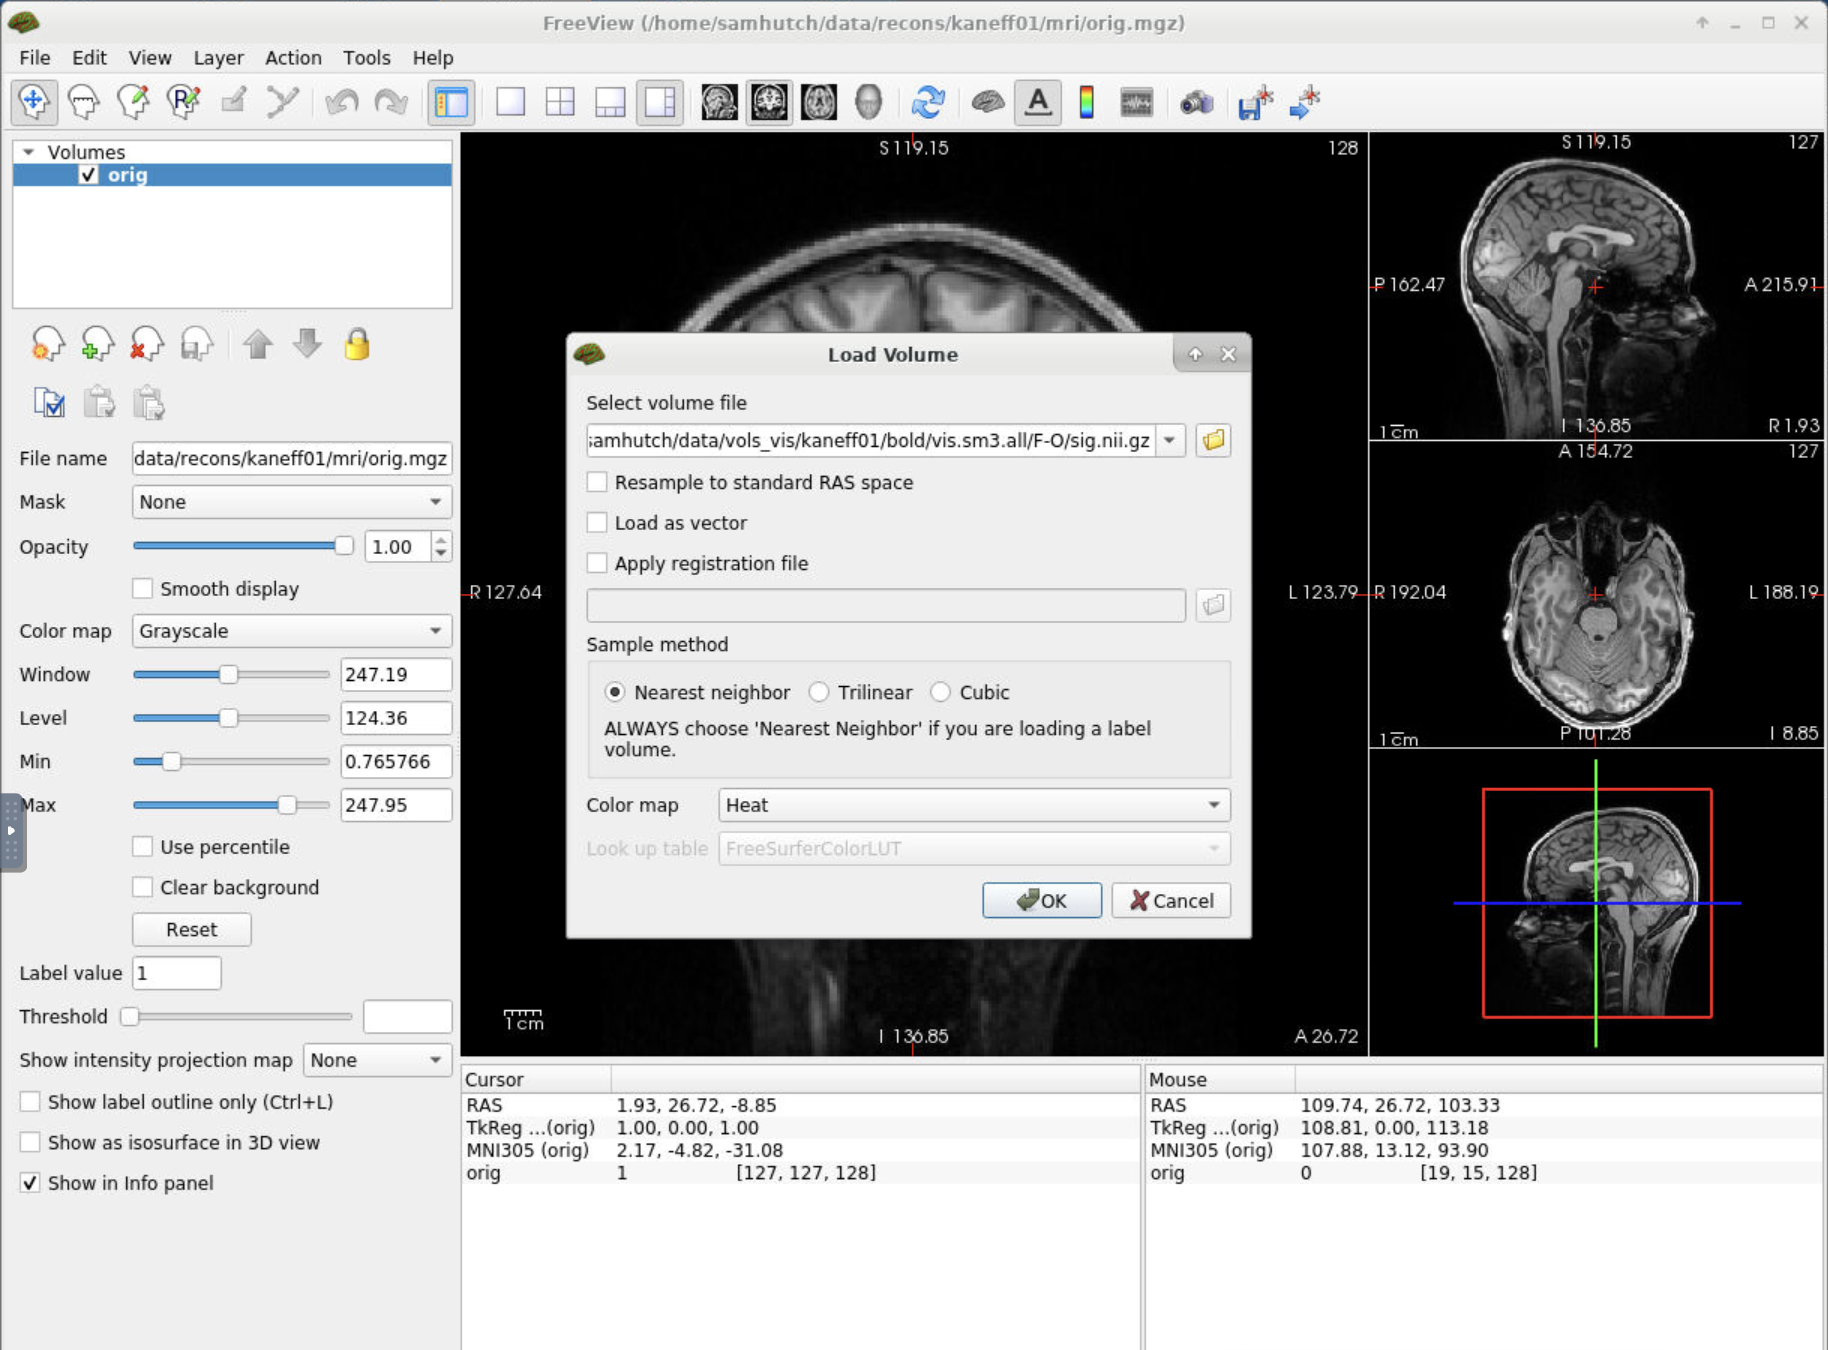 FreeView (/home/samhutch/data/recons/kaneff01/mri/orig.mgz)
File Edit View Layer Action Tools Help
Volumes
orig
File name data/recons/kaneff01/mri/orig.mgz
Mask None
Opacity 1.00
Smooth display
Color map Grayscale
Window 247.19
Level 124.36
Min 0.765766
Max 247.95
Use percentile
Clear background
Reset
Label value 1
Threshold
Show intensity projection map None
Show label outline only (Ctrl+L)
Show as isosurface in 3D view
Show in Info panel
S 119.15 128
R 127.64 L 123.79
1 cm I 136.85 A 26.72
S 119.15 127
P 162.47 A 215.91
1 cm I 136.85 R 1.93
A 154.72 127
R 192.04 L 188.19
1 cm P 101.28 I 8.85
Load Volume
Select volume file
samhutch/data/vols_vis/kaneff01/bold/vis.sm3.all/F-O/sig.nii.gz
Resample to standard RAS space
Load as vector
Apply registration file
Sample method
Nearest neighbor Trilinear Cubic
ALWAYS choose 'Nearest Neighbor' if you are loading a label
volume.
Color map Heat
Look up table FreeSurferColorLUT
OK Cancel
Cursor
RAS 1.93, 26.72, -8.85
TkReg ...(orig) 1.00, 0.00, 1.00
MNI305 (orig) 2.17, -4.82, -31.08
orig 1 [127, 127, 128]
Mouse
RAS 109.74, 26.72, 103.33
TkReg ...(orig) 108.81, 0.00, 113.18
MNI305 (orig) 107.88, 13.12, 93.90
orig 0 [19, 15, 128]